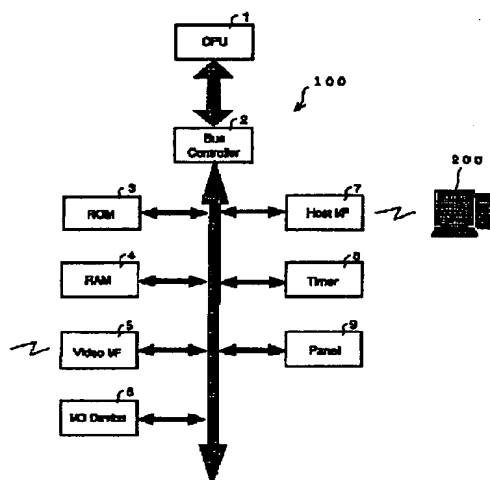 1
CPU
100
2
Bus
Controller
3
ROM
7
Host I/F
200
4
RAM
8
Timer
5
Video I/F
9
Panel
6
I/O Device